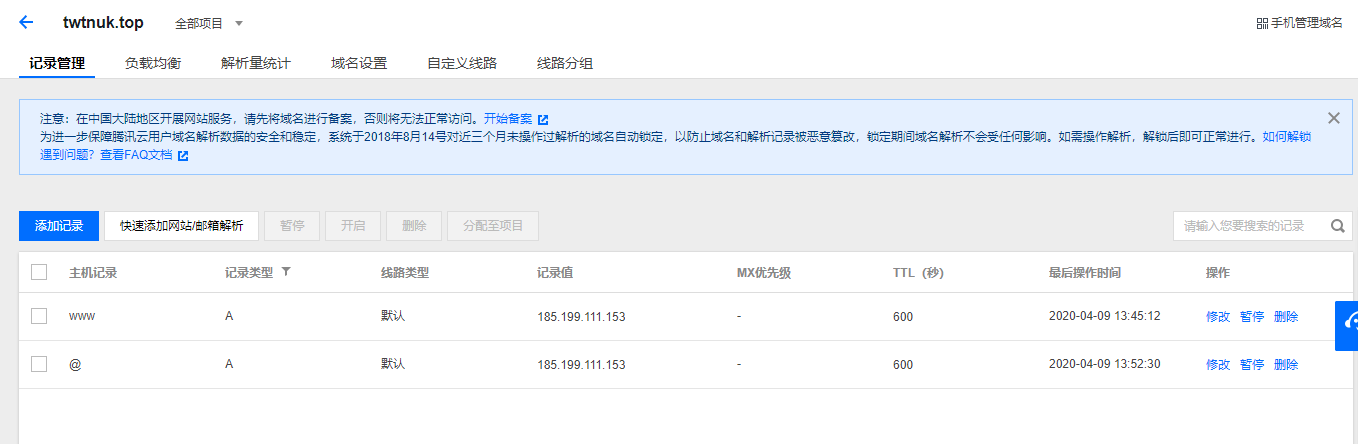 twtnuk.top 全部项目 手机管理域名
记录管理 负载均衡 解析量统计 域名设置 自定义线路 线路分组
注意：在中国大陆地区开展网站服务，请先将域名进行备案，否则将无法正常访问。开始备案
为进一步保障腾讯云用户域名解析数据的安全和稳定，系统于2018年8月14号对近三个月未操作过解析的域名自动锁定，以防止域名和解析记录被恶意篡改，锁定期间域名解析不会受任何影响。如需操作解析，解锁后即可正常进行。如何解锁
遇到问题？查看FAQ文档
添加记录 快速添加网站/邮箱解析 暂停 开启 删除 分配至项目 请输入您要搜索的记录
主机记录 记录类型 线路类型 记录值 MX优先级 TTL（秒） 最后操作时间 操作
www A 默认 185.199.111.153 - 600 2020-04-09 13:45:12 修改 暂停 删除
@ A 默认 185.199.111.153 - 600 2020-04-09 13:52:30 修改 暂停 删除